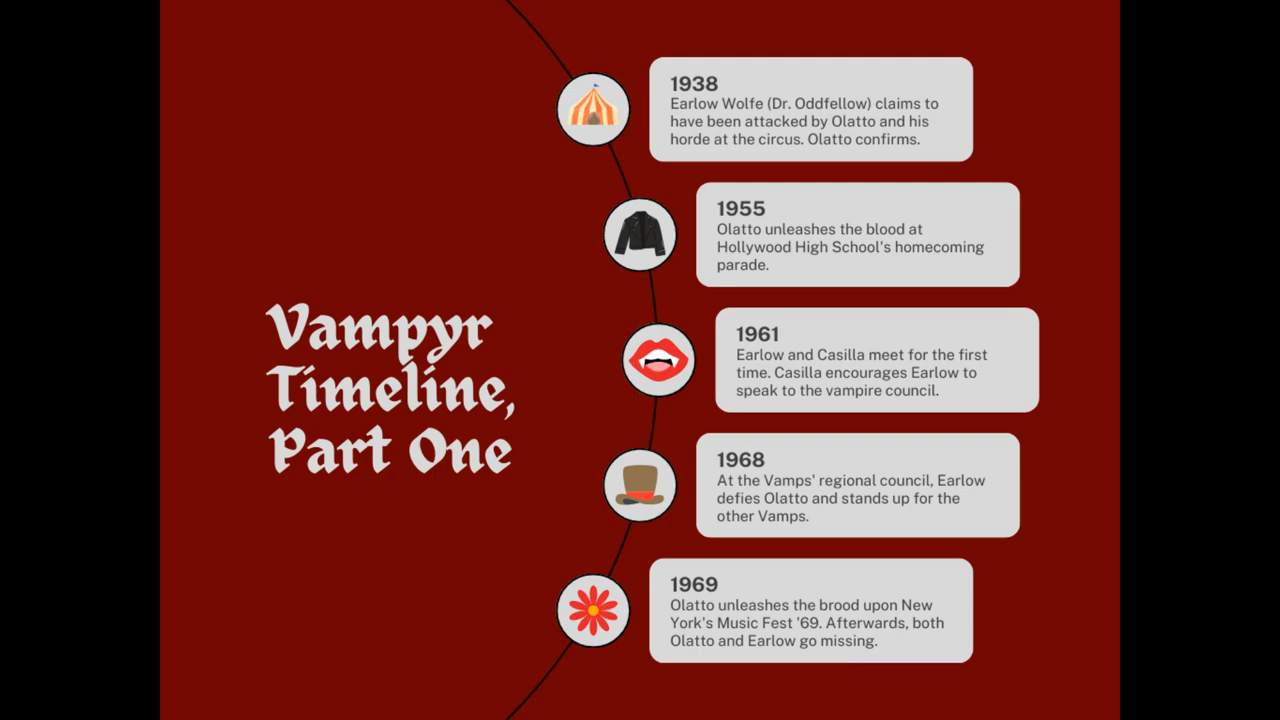 Vampyr
Timeline,
Part One
1938
Earlow Wolfe (Dr. Oddfellow) claims to
have been attacked by Olatto and his
horde at the circus. Olatto confirms.
1955
Olatto unleashes the blood at
Hollywood High School's homecoming
parade.
1961
Earlow and Casilla meet for the first
time. Casilla encourages Earlow to
speak to the vampire council.
1968
At the Vamps' regional council, Earlow
defies Olatto and stands up for the
other Vamps.
1969
Olatto unleashes the brood upon New
York's Music Fest '69. Afterwards, both
Olatto and Earlow go missing.